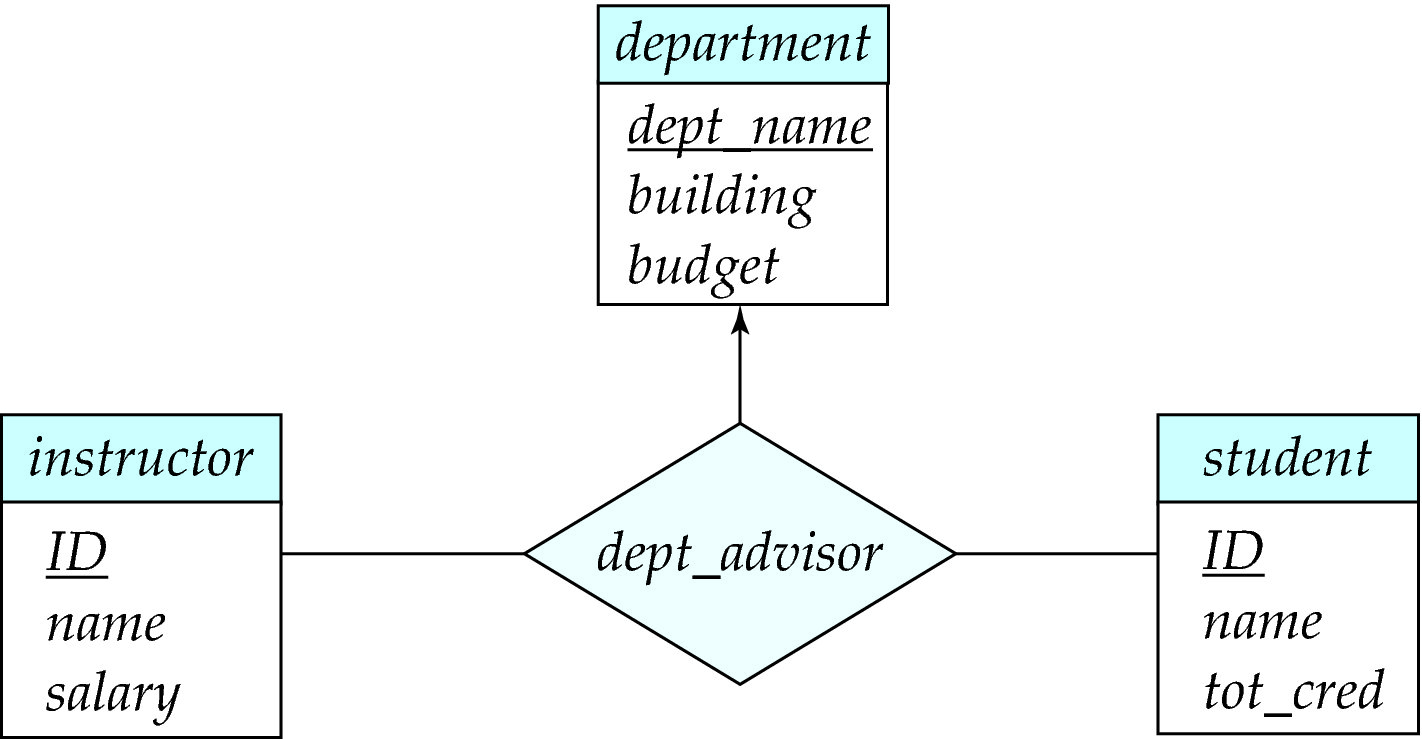 department
dept_name
building
budget
instructor
ID
name
salary
dept_advisor
student
ID
name
tot_cred